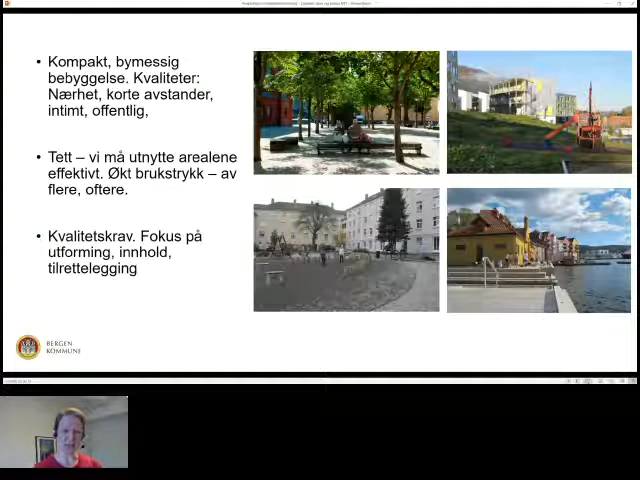 • Kompakt, bymessig
bebyggelse. Kvaliteter:
Nærhet, korte avstander,
intimt, offentlig,
• Tett – vi må utnytte arealene
effektivt. Økt brukstrykk – av
flere, oftere.
• Kvalitetskrav. Fokus på
utforming, innhold,
tilrettelegging
BERGEN
KOMMUNE